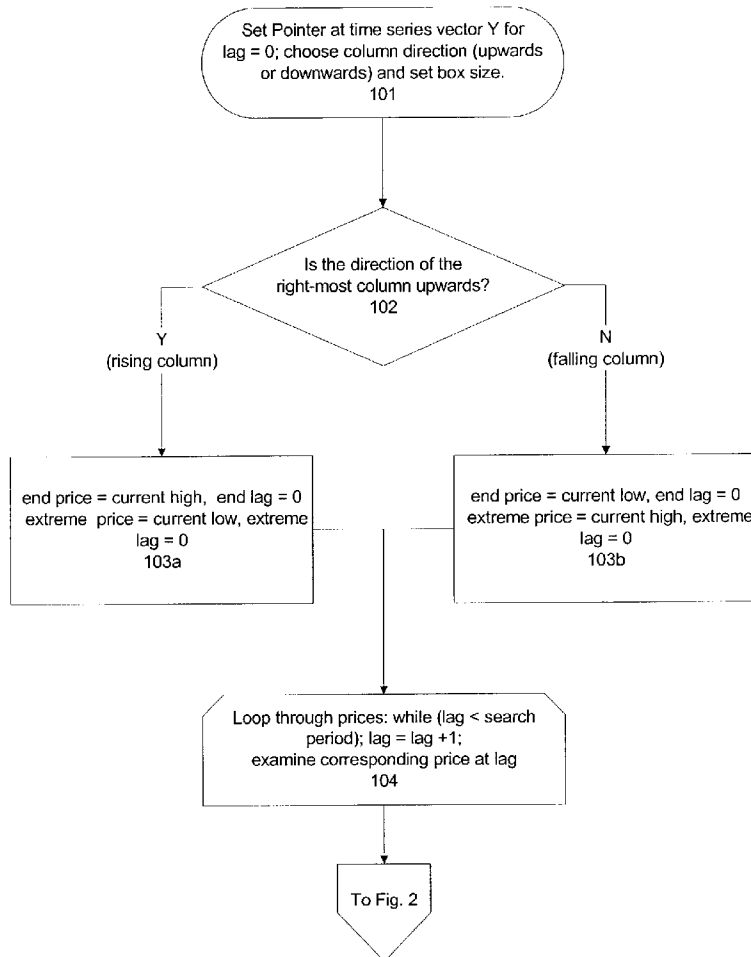 Set Pointer at time series vector Y for
lag = 0; choose column direction (upwards
or downwards) and set box size.
101
Is the direction of the
right-most column upwards?
102
Y
(rising column)
N
(falling column)
end price = current high, end lag = 0
extreme price = current low, extreme
lag = 0
103a
end price = current low, end lag = 0
extreme price = current high, extreme
lag = 0
103b
Loop through prices: while (lag < search
period); lag = lag +1;
examine corresponding price at lag
104
To Fig. 2